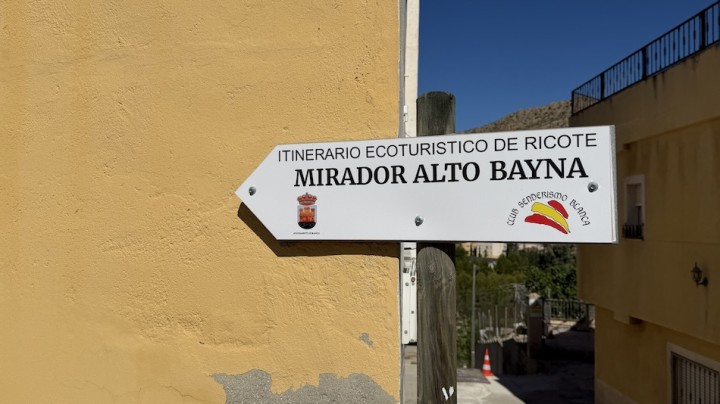 ITINERARIO ECOTURISTICO DE RICOTE
MIRADOR ALTO BAYNA
CLUB SENDERISMO BLANCA